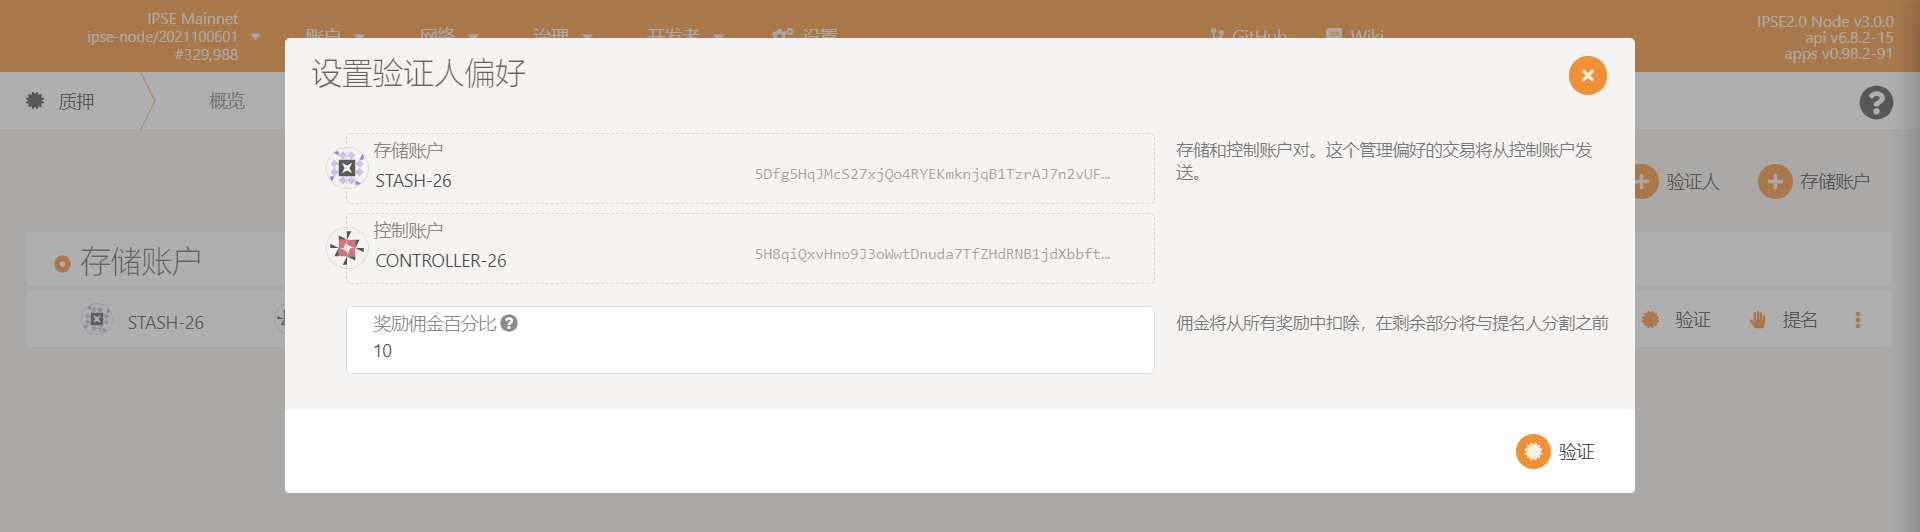 IPSE Mainnet
ipse-node/2021100601
#329,988
账户
网络
治理
开发者
设置
GitHub
Wiki
IPSE2.0 Node v3.0.0
api v6.8.2-15
apps v0.98.2-91
质押
概览
设置验证人偏好
存储账户
STASH-26
5Dfg5HqJMcS27xjQo4RYEKmknjqB1TzrAJ7n2vUF…
存储和控制账户对。这个管理偏好的交易将从控制账户发
送。
控制账户
CONTROLLER-26
5H8qiQxvHno9J3oWwtDnuda7TfZHdRNB1jdXbbft…
奖励佣金百分比
10
佣金将从所有奖励中扣除，在剩余部分将与提名人分割之前
验证
验证人
存储账户
存储账户
STASH-26
验证
提名